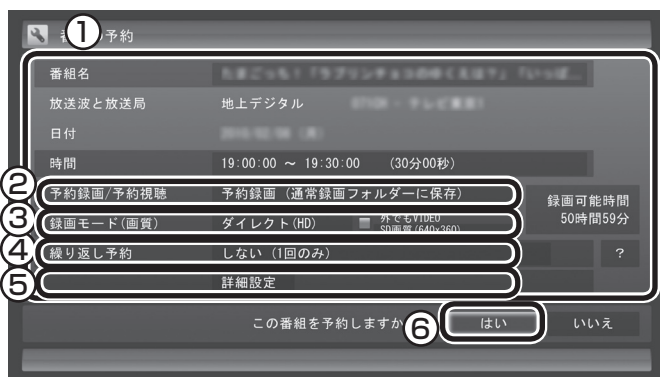 ①
番 予約
番組名
放送波と放送局 地上デジタル
日付
時間 19:00:00 ～ 19:30:00 (30分00秒)
② 予約録画/予約視聴 予約録画 (通常録画フォルダーに保存)
録画可能時間
50時間59分
③ 録画モード(画質) ダイレクト(HD) 外でもVIDEO
SD画質(640x360)
④ 繰り返し予約 しない (1回のみ) ?
⑤ 詳細設定
この番組を予約しますか ⑥ はい いいえ